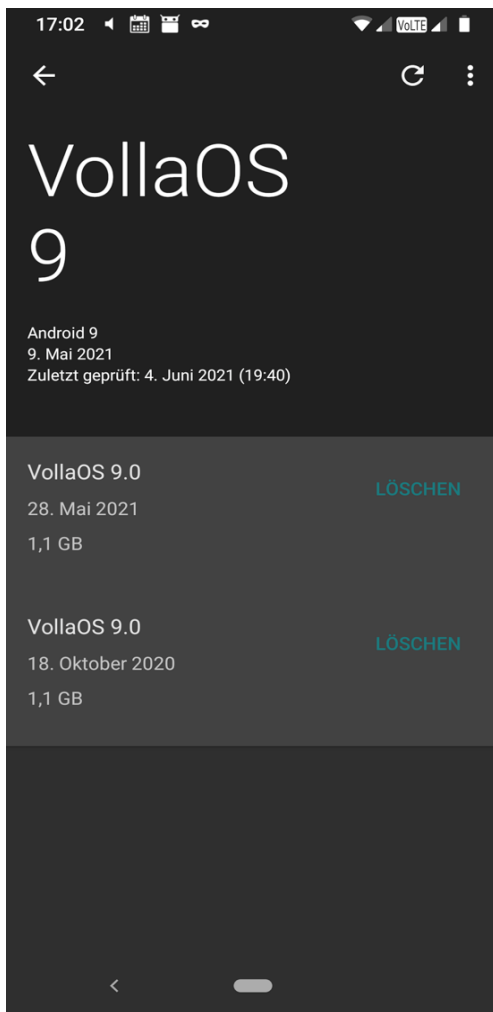 17:02
VoLTE
VollaOS
9
Android 9
9. Mai 2021
Zuletzt geprüft: 4. Juni 2021 (19:40)
VollaOS 9.0
LÖSCHEN
28. Mai 2021
1,1 GB
VollaOS 9.0
LÖSCHEN
18. Oktober 2020
1,1 GB